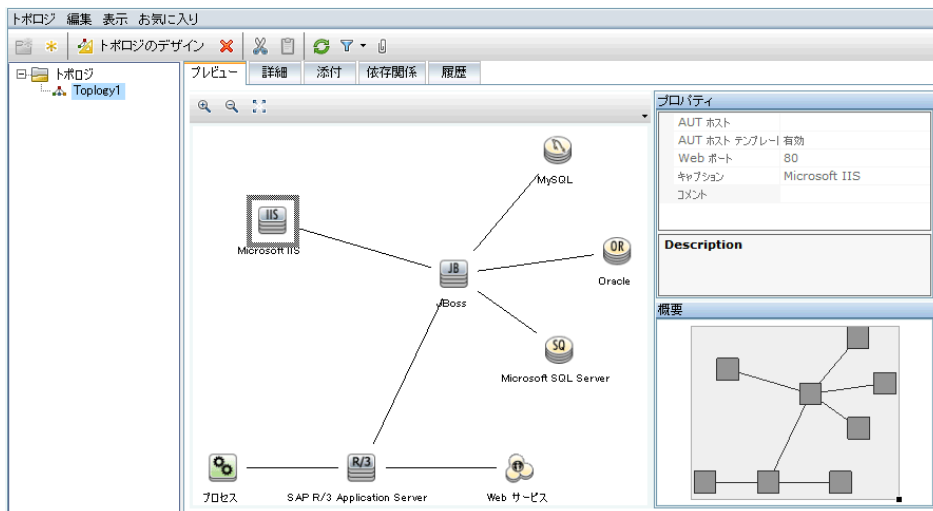 トポロジ 編集 表示 お気に入り
トポロジのデザイン
トポロジ
Toplogy1
プレビュー 詳細 添付 依存関係 履歴
MySQL
IIS
Microsoft IIS
OR
Oracle
JB
JBoss
SQ
Microsoft SQL Server
プロセス
R/3
SAP R/3 Application Server
Web サービス
プロパティ
AUT ホスト
AUT ホスト テンプレート 有効
Web ポート 80
キャプション Microsoft IIS
コメント
Description
概要